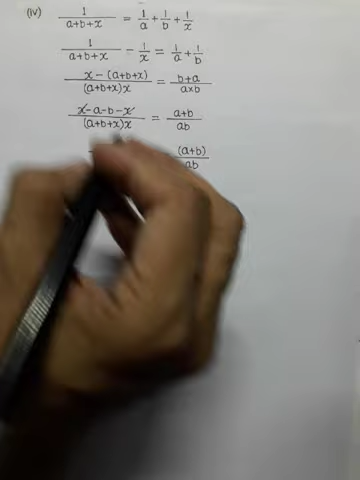 (iv) 1/(a+b+x) = 1/a + 1/b + 1/x
1/(a+b+x) - 1/x = 1/a + 1/b
(x-(a+b+x))/((a+b+x)x) = (b+a)/(a×b)
(x-a-b-x)/((a+b+x)x) = (a+b)/(ab)
(a+b)/(ab)